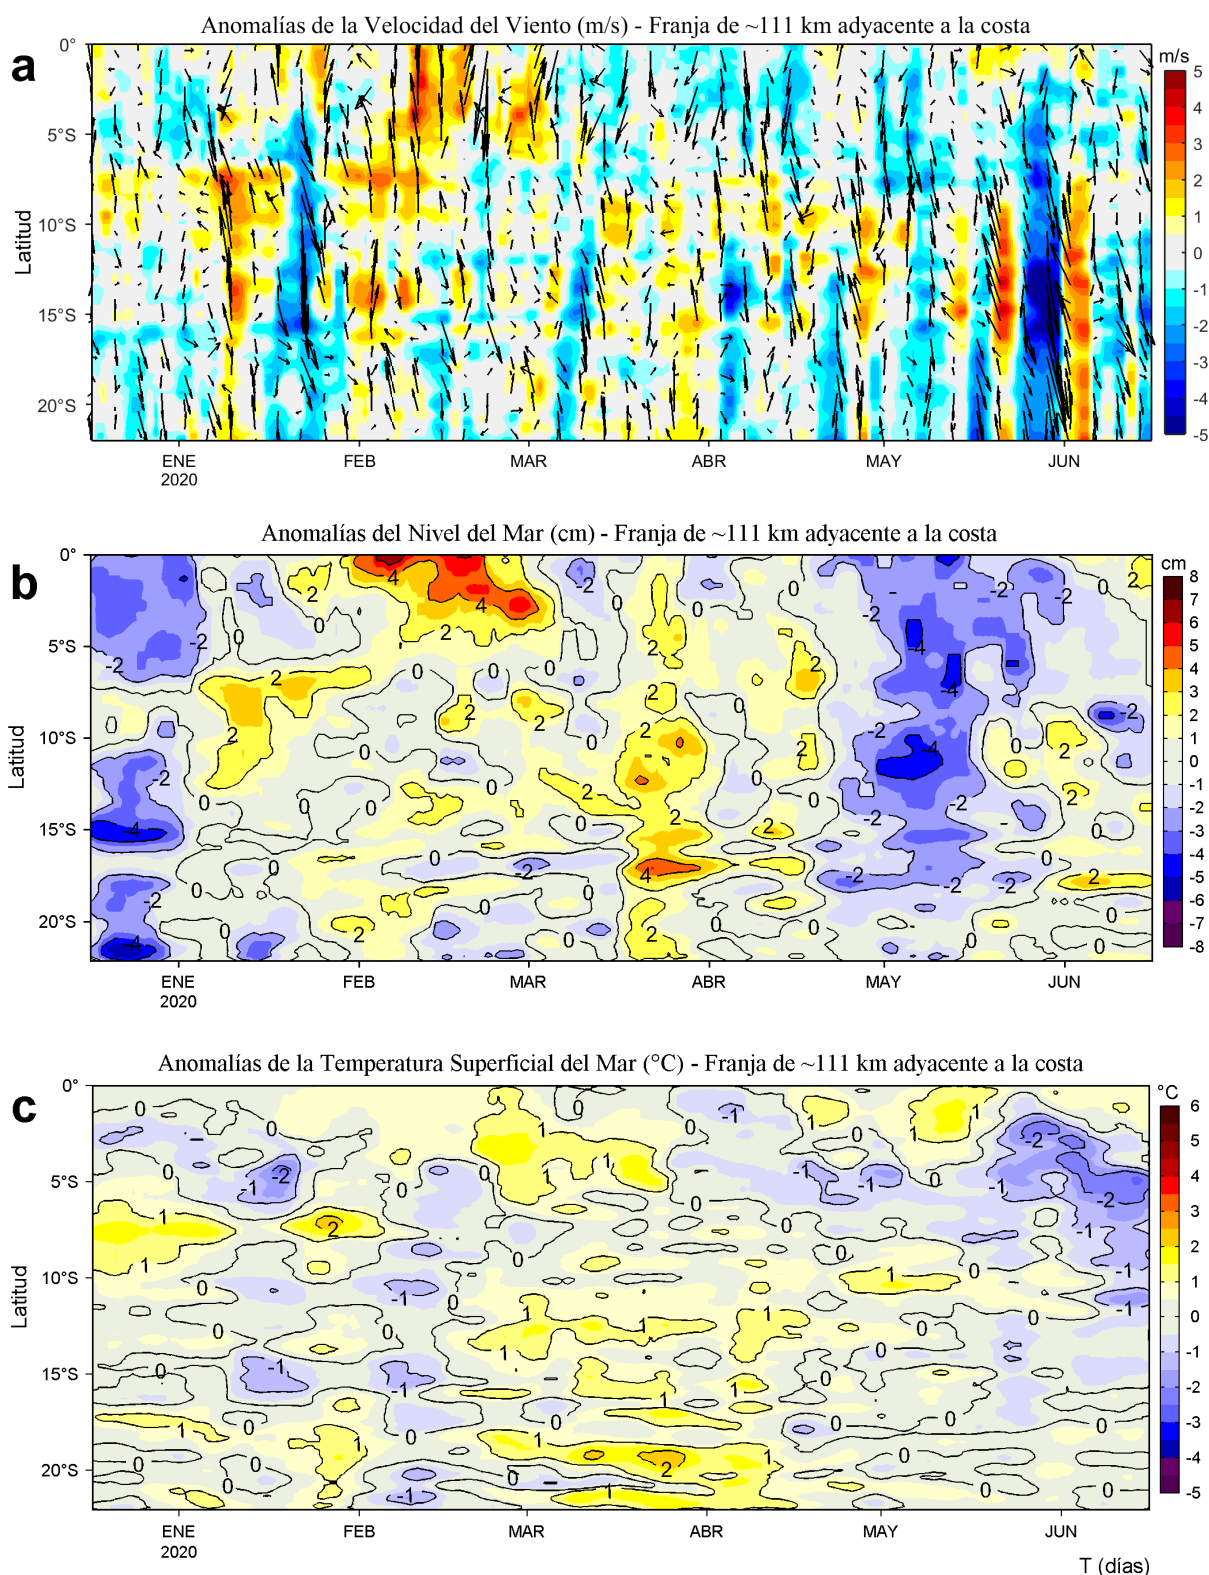 Anomalías de la Velocidad del Viento (m/s) - Franja de ~111 km adyacente a la costa
a
0°
5°S
10°S
15°S
20°S
Latitud
ENE
2020
FEB
MAR
ABR
MAY
JUN
m/s
5
4
3
2
1
0
-1
-2
-3
-4
-5
Anomalías del Nivel del Mar (cm) - Franja de ~111 km adyacente a la costa
b
0°
5°S
10°S
15°S
20°S
Latitud
ENE
2020
FEB
MAR
ABR
MAY
JUN
cm
8
7
6
5
4
3
2
1
0
-1
-2
-3
-4
-5
-6
-7
-8
Anomalías de la Temperatura Superficial del Mar (°C) - Franja de ~111 km adyacente a la costa
c
0°
5°S
10°S
15°S
20°S
Latitud
ENE
2020
FEB
MAR
ABR
MAY
JUN
T (días)
°C
6
5
4
3
2
1
0
-1
-2
-3
-4
-5